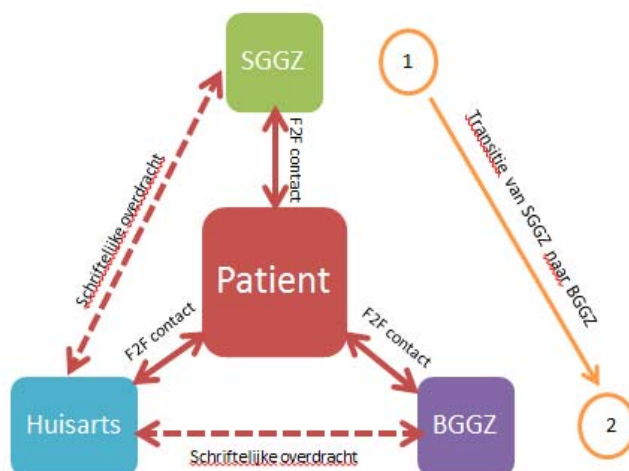 SGGZ
1
F2F contact
Schriftelijke overdracht
Transitie van SGGZ naar BGGZ
Patient
F2F contact
F2F contact
Huisarts
BGGZ
2
Schriftelijke overdracht